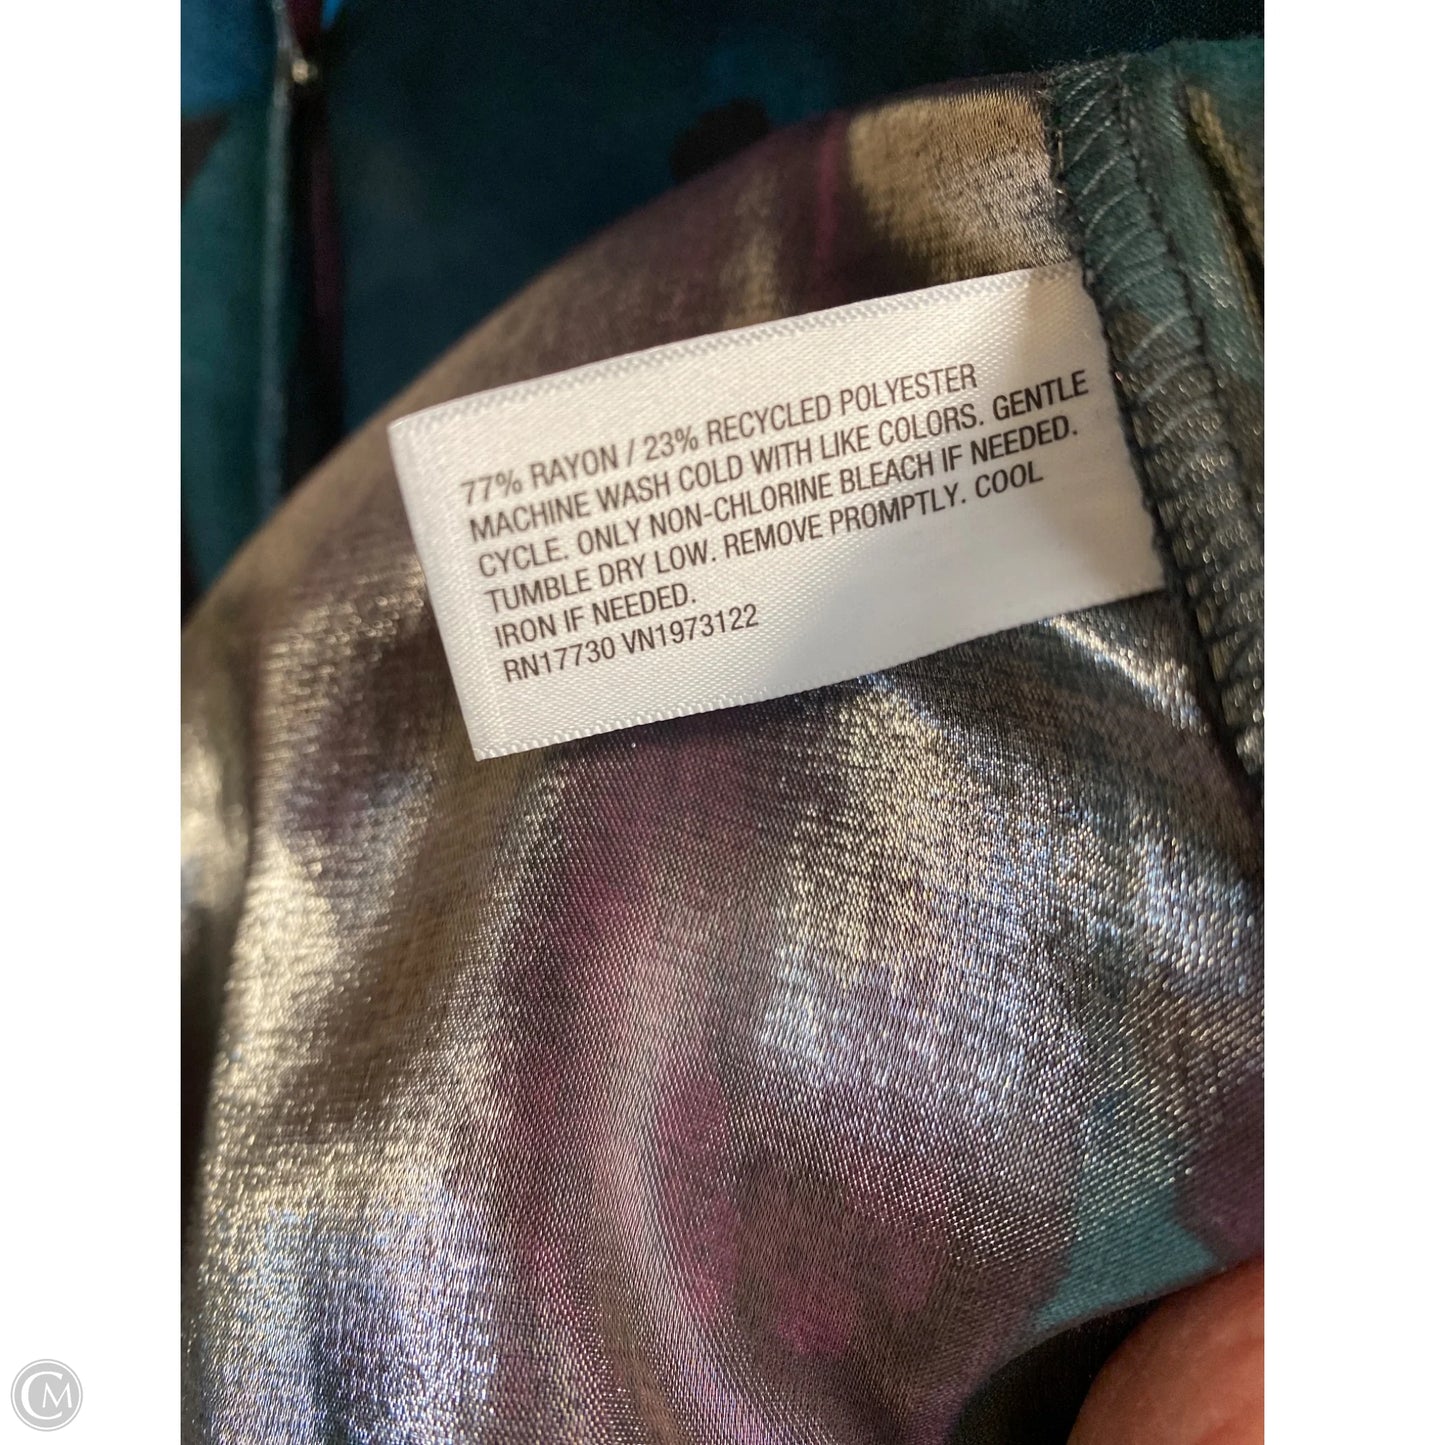 77% RAYON / 23% RECYCLED POLYESTER
MACHINE WASH COLD WITH LIKE COLORS. GENTLE
CYCLE. ONLY NON-CHLORINE BLEACH IF NEEDED.
TUMBLE DRY LOW. REMOVE PROMPTLY. COOL
IRON IF NEEDED.
RN17730 VN1973122
CM